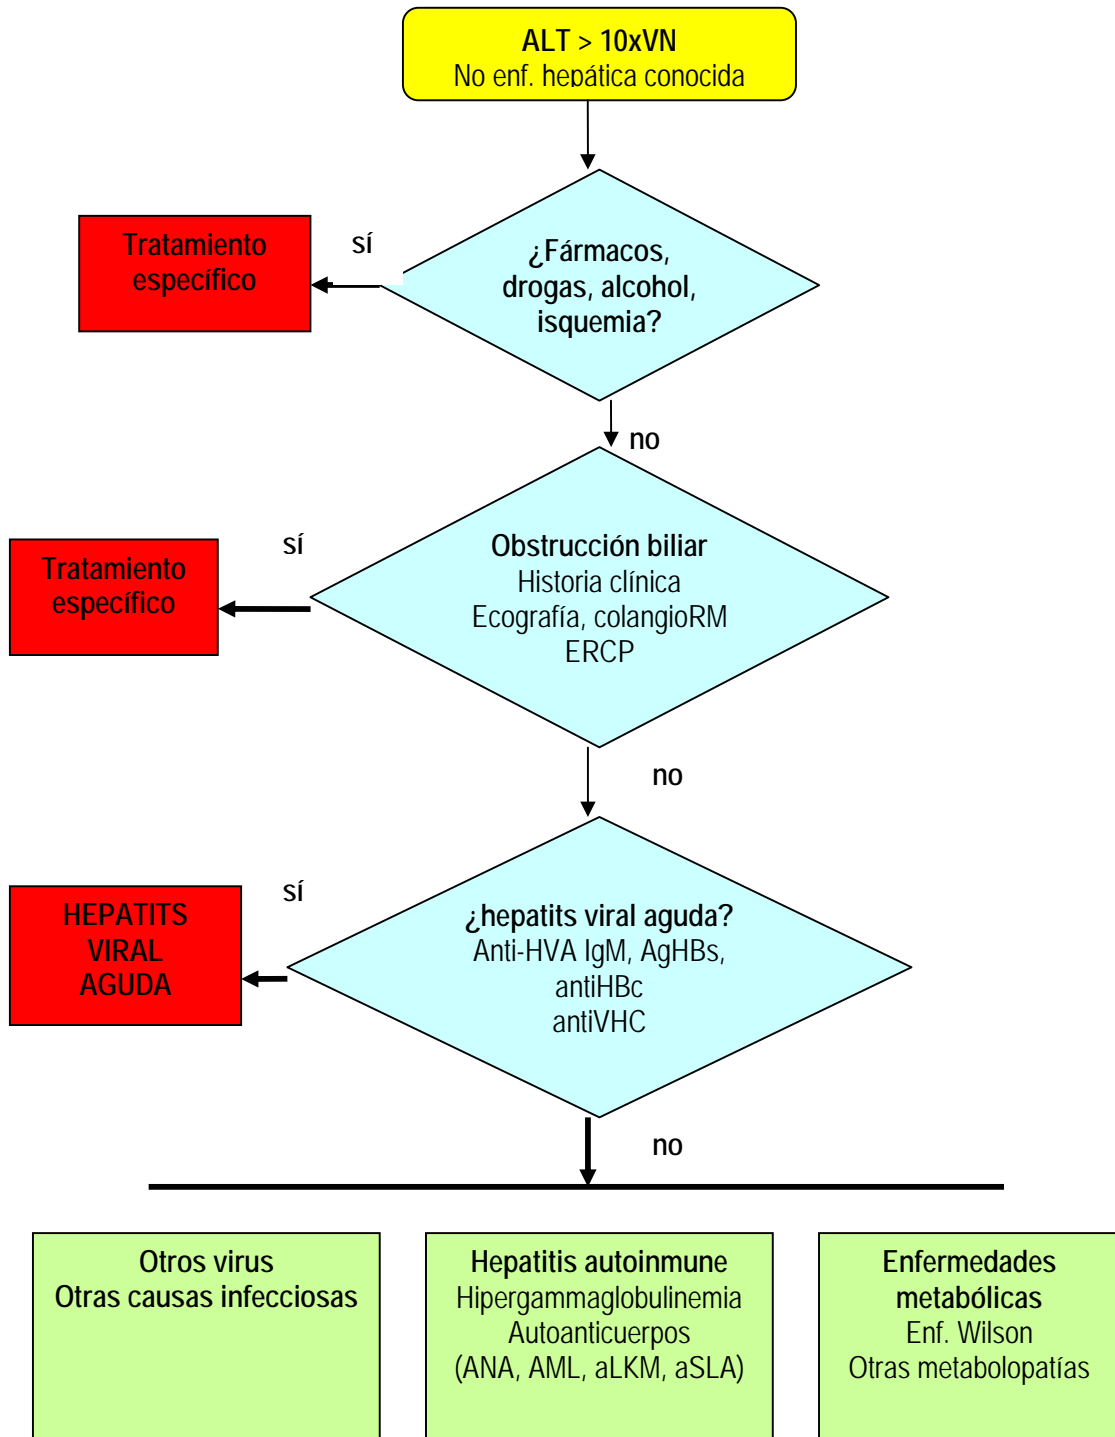 ALT > 10xVN
No enf. hepática conocida
¿Fármacos,
drogas, alcohol,
isquemia?
sí
Tratamiento
específico
no
Obstrucción biliar
Historia clínica
Ecografía, colangioRM
ERCP
sí
Tratamiento
específico
no
¿hepatits viral aguda?
Anti-HVA IgM, AgHBs,
antiHBc
antiVHC
sí
HEPATITS
VIRAL
AGUDA
no
Otros virus
Otras causas infecciosas
Hepatitis autoinmune
Hipergammaglobulinemia
Autoanticuerpos
(ANA, AML, aLKM, aSLA)
Enfermedades
metabólicas
Enf. Wilson
Otras metabolopatías